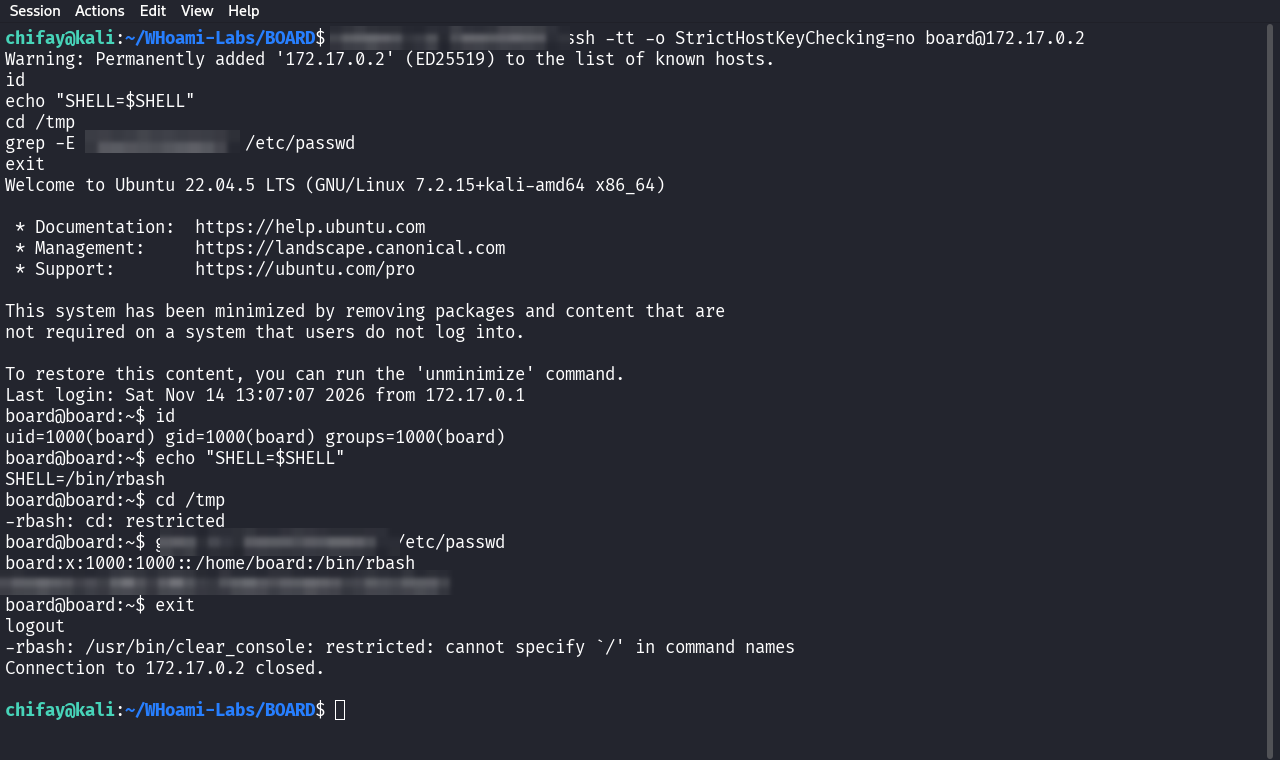 Session Actions Edit View Help
chifay@kali:~/WHoami-Labs/BOARD$ ssh -tt -o StrictHostKeyChecking=no board@172.17.0.2
Warning: Permanently added '172.17.0.2' (ED25519) to the list of known hosts.
id
echo "SHELL=$SHELL"
cd /tmp
grep -E /etc/passwd
exit
Welcome to Ubuntu 22.04.5 LTS (GNU/Linux 7.2.15+kali-amd64 x86_64)
* Documentation: https://help.ubuntu.com
* Management: https://landscape.canonical.com
* Support: https://ubuntu.com/pro
This system has been minimized by removing packages and content that are
not required on a system that users do not log into.
To restore this content, you can run the 'unminimize' command.
Last login: Sat Nov 14 13:07:07 2026 from 172.17.0.1
board@board:~$ id
uid=1000(board) gid=1000(board) groups=1000(board)
board@board:~$ echo "SHELL=$SHELL"
SHELL=/bin/rbash
board@board:~$ cd /tmp
-rbash: cd: restricted
board@board:~$ /etc/passwd
board:x:1000:1000::/home/board:/bin/rbash
board@board:~$ exit
logout
-rbash: /usr/bin/clear_console: restricted: cannot specify `/' in command names
Connection to 172.17.0.2 closed.
chifay@kali:~/WHoami-Labs/BOARD$